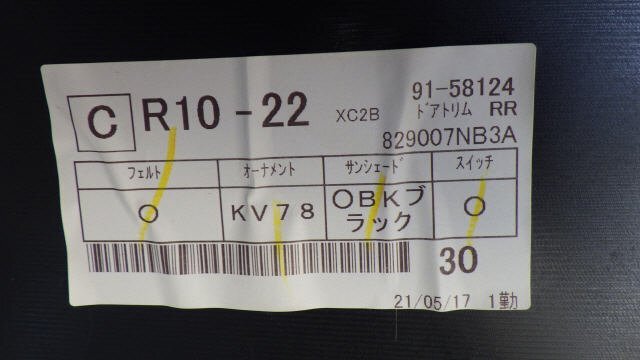 91-58124
C R10-22 XC2B ドアトリム RR
829007NB3A
フェルト オーナメント サンシェード スイッチ
○ KV78 ○BKブ ○
ラック
30
21/05/17 1勤